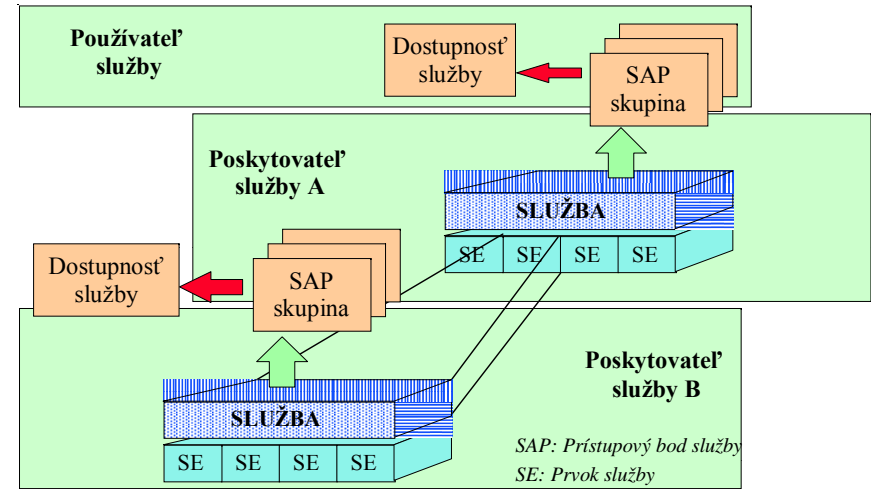 Používateľ
služby
Dostupnosť
služby
SAP
skupina
Poskytovateľ
služby A
SLUŽBA
SE SE SE SE
Dostupnosť
služby
SAP
skupina
Poskytovateľ
služby B
SLUŽBA
SE SE SE SE
SAP: Prístupový bod služby
SE: Prvok služby